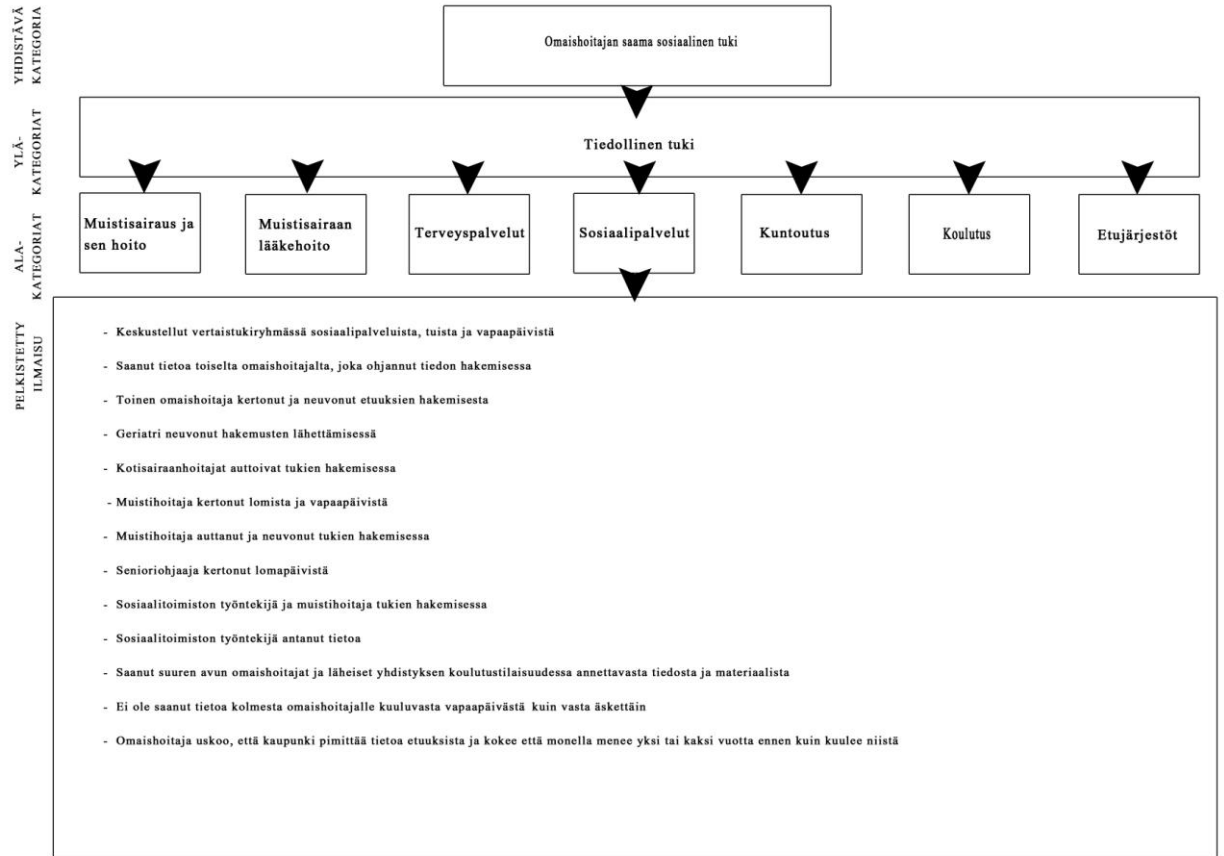 YHDISTÄVÄ
KATEGORIA
Omaishoitajan saama sosiaalinen tuki
YLÄ-
KATEGORIAT
Tiedollinen tuki
ALA-
KATEGORIAT
Muistisairaus ja
sen hoito
Muistisairaan
lääkehoito
Terveyspalvelut
Sosiaalipalvelut
Kuntoutus
Koulutus
Etujärjestöt
PELKISTETTY
ILMAISU
- Keskustellut vertaistukiryhmässä sosiaalipalveluista, tuista ja vapaapäivistä
- Saanut tietoa toiselta omaishoitajalta, joka ohjannut tiedon hakemisessa
- Toinen omaishoitaja kertonut ja neuvonut etuuksien hakemisesta
- Geriatri neuvonut hakemusten lähettämisessä
- Kotisairaanhoitajat auttoivat tukien hakemisessa
- Muistihoitaja kertonut lomista ja vapaapäivistä
- Muistihoitaja auttanut ja neuvonut tukien hakemisessa
- Senioriohjaaja kertonut lomapäivistä
- Sosiaalitoimiston työntekijä ja muistihoitaja tukien hakemisessa
- Sosiaalitoimiston työntekijä antanut tietoa
- Saanut suuren avun omaishoitajat ja läheiset yhdistyksen koulutustilaisuudessa annettavasta tiedosta ja materiaalista
- Ei ole saanut tietoa kolmesta omaishoitajalle kuuluvasta vapaapäivästä kuin vasta äskettäin
- Omaishoitaja uskoo, että kaupunki pimittää tietoa etuuksista ja kokee että monella menee yksi tai kaksi vuotta ennen kuin kuulee niistä